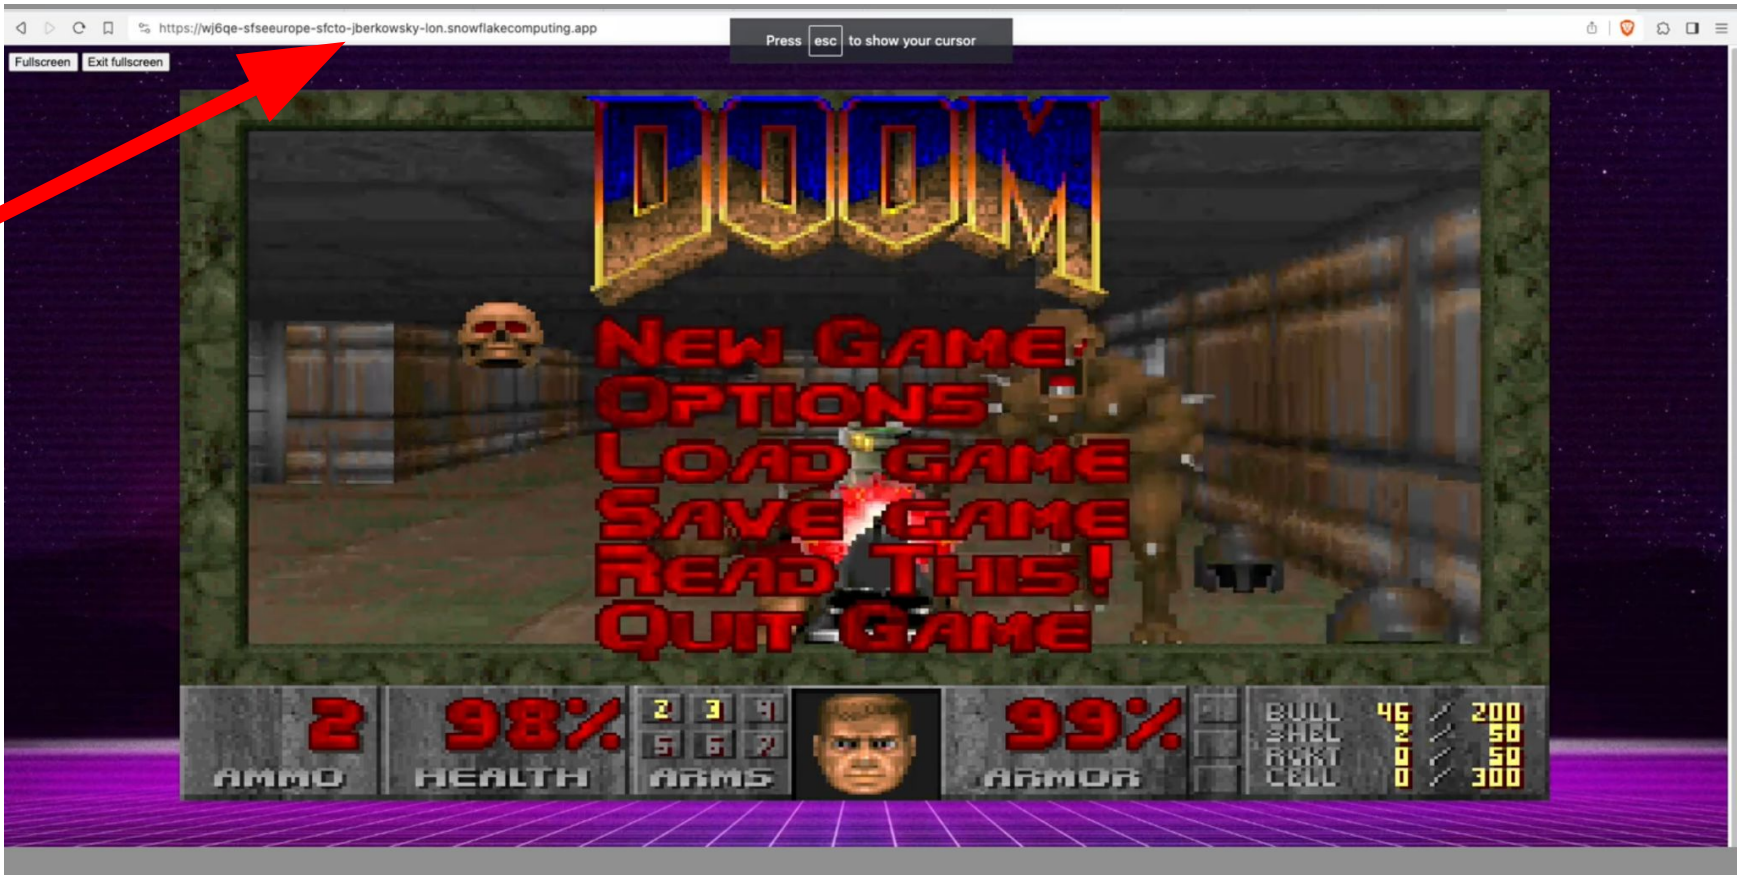 https://wj6qe-sfseeurope-sfcto-jberkowsky-lon.snowflakecomputing.app
Press esc to show your cursor
Fullscreen Exit fullscreen
DOOM
NEW GAME
OPTIONS
LOAD GAME
SAVE GAME
READ THIS!
QUIT GAME
2 98% 2 3 4 99% BULL 46 / 200
5 6 7 SHEL 2 / 50
RCKT 0 / 50
AMMO HEALTH ARMS ARMOR CELL 0 / 300